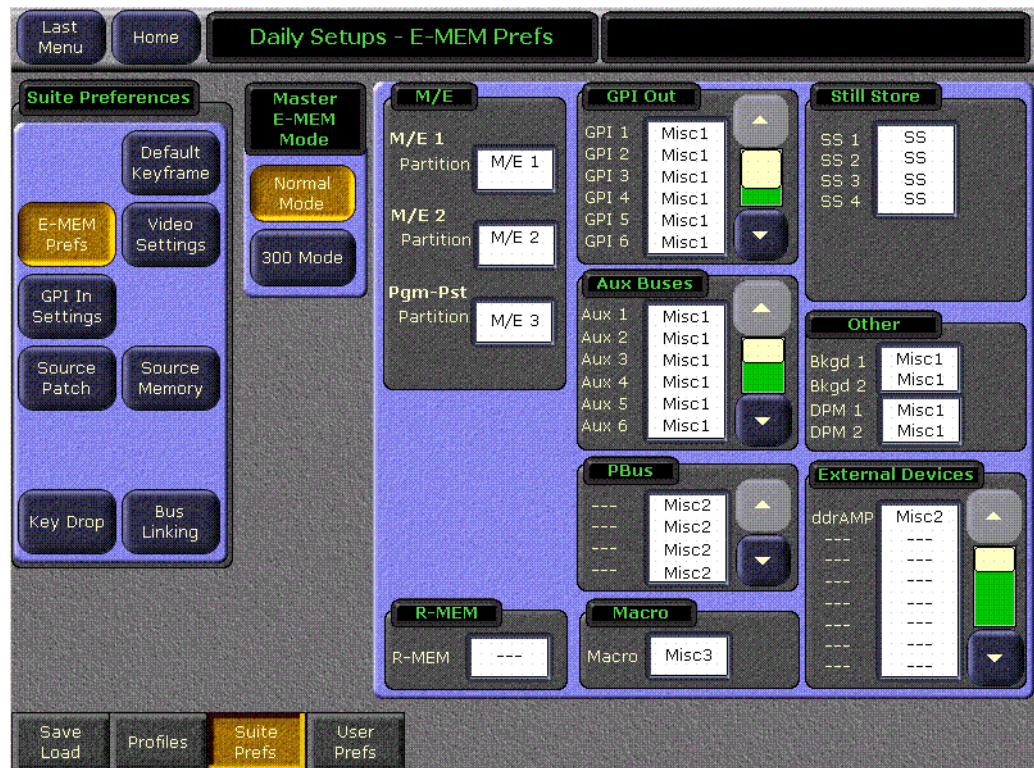 Last Menu
Home
Daily Setups - E-MEM Prefs
Suite Preferences
Default Keyframe
E-MEM Prefs
Video Settings
GPI In Settings
Source Patch
Source Memory
Key Drop
Bus Linking
Master E-MEM Mode
Normal Mode
300 Mode
M/E
M/E 1
Partition M/E 1
M/E 2
Partition M/E 2
Pgm-Pst
Partition M/E 3
GPI Out
GPI 1 Misc1
GPI 2 Misc1
GPI 3 Misc1
GPI 4 Misc1
GPI 5 Misc1
GPI 6 Misc1
Still Store
SS 1 SS
SS 2 SS
SS 3 SS
SS 4 SS
Aux Buses
Aux 1 Misc1
Aux 2 Misc1
Aux 3 Misc1
Aux 4 Misc1
Aux 5 Misc1
Aux 6 Misc1
Other
Bkgd 1 Misc1
Bkgd 2 Misc1
DPM 1 Misc1
DPM 2 Misc1
PBus
--- Misc2
--- Misc2
--- Misc2
--- Misc2
External Devices
ddrAMP Misc2
--- ---
--- ---
--- ---
--- ---
--- ---
--- ---
--- ---
R-MEM
R-MEM ---
Macro
Macro Misc3
Save Load
Profiles
Suite Prefs
User Prefs